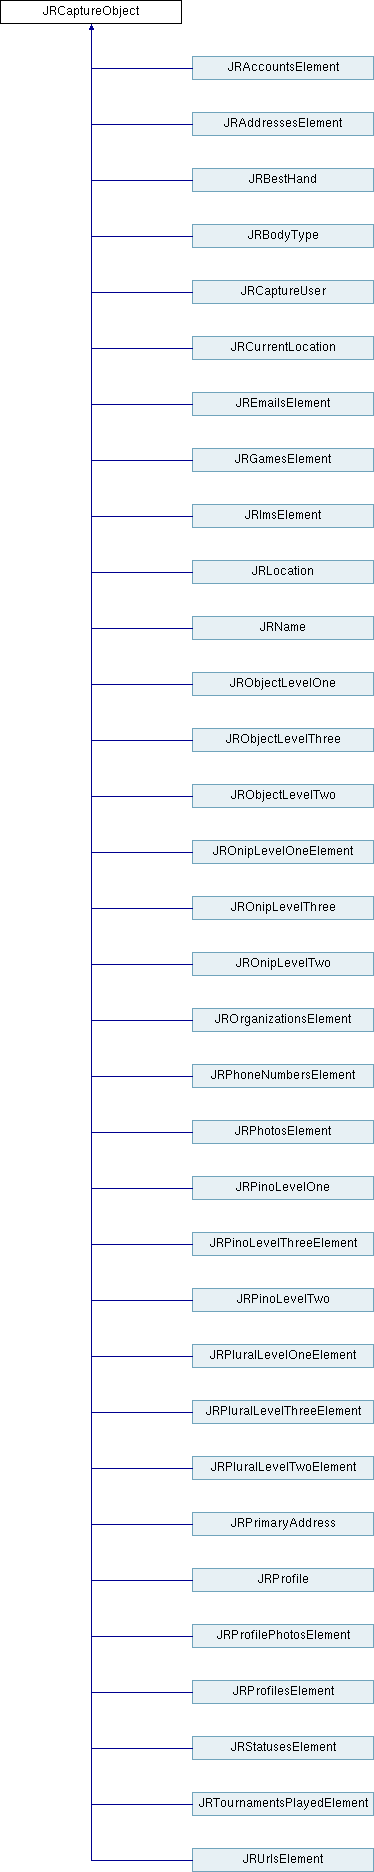 JRCaptureObject
JRAccountsElement
JRAddressesElement
JRBestHand
JRBodyType
JRCaptureUser
JRCurrentLocation
JREmailsElement
JRGamesElement
JRImsElement
JRLocation
JRName
JRObjectLevelOne
JRObjectLevelThree
JRObjectLevelTwo
JROnipLevelOneElement
JROnipLevelThree
JROnipLevelTwo
JROrganizationsElement
JRPhoneNumbersElement
JRPhotosElement
JRPinoLevelOne
JRPinoLevelThreeElement
JRPinoLevelTwo
JRPluralLevelOneElement
JRPluralLevelThreeElement
JRPluralLevelTwoElement
JRPrimaryAddress
JRProfile
JRProfilePhotosElement
JRProfilesElement
JRStatusesElement
JRTournamentsPlayedElement
JRUrlsElement